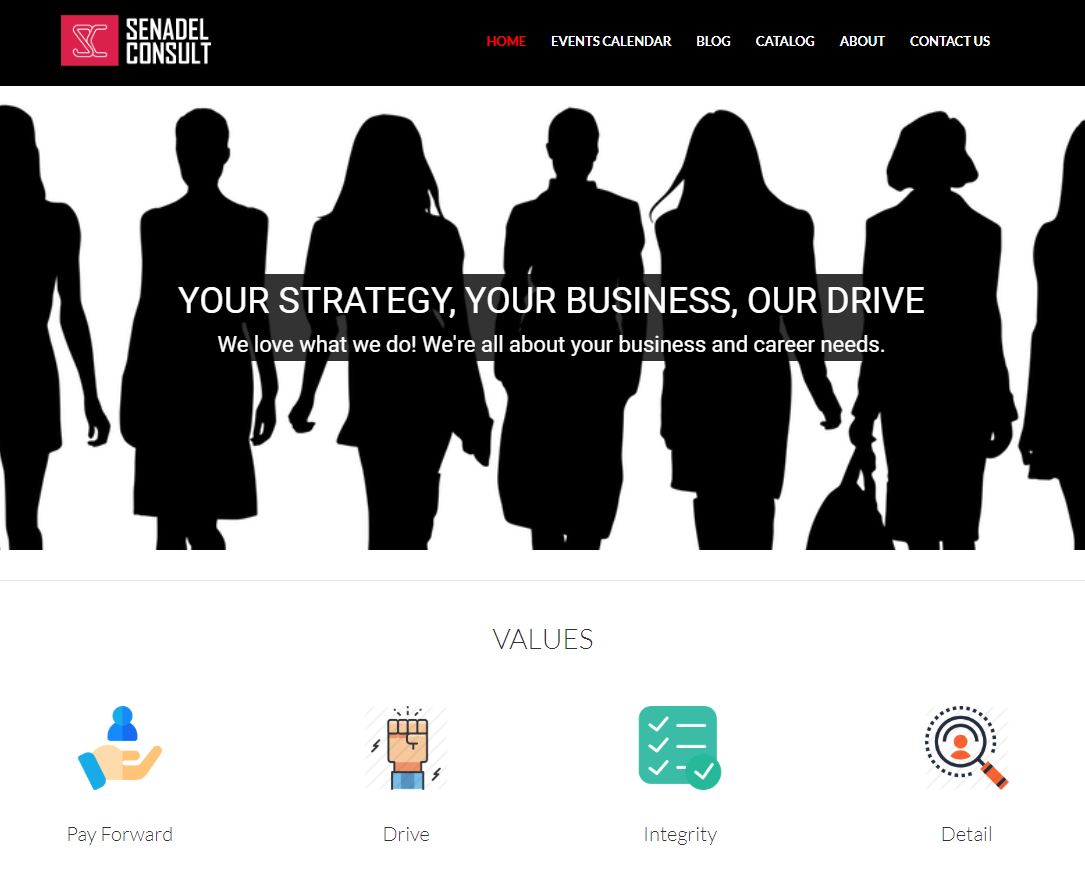 SENADEL
CONSULT
HOME EVENTS CALENDAR BLOG CATALOG ABOUT CONTACT US
YOUR STRATEGY, YOUR BUSINESS, OUR DRIVE
We love what we do! We're all about your business and career needs.
VALUES
Pay Forward Drive Integrity Detail